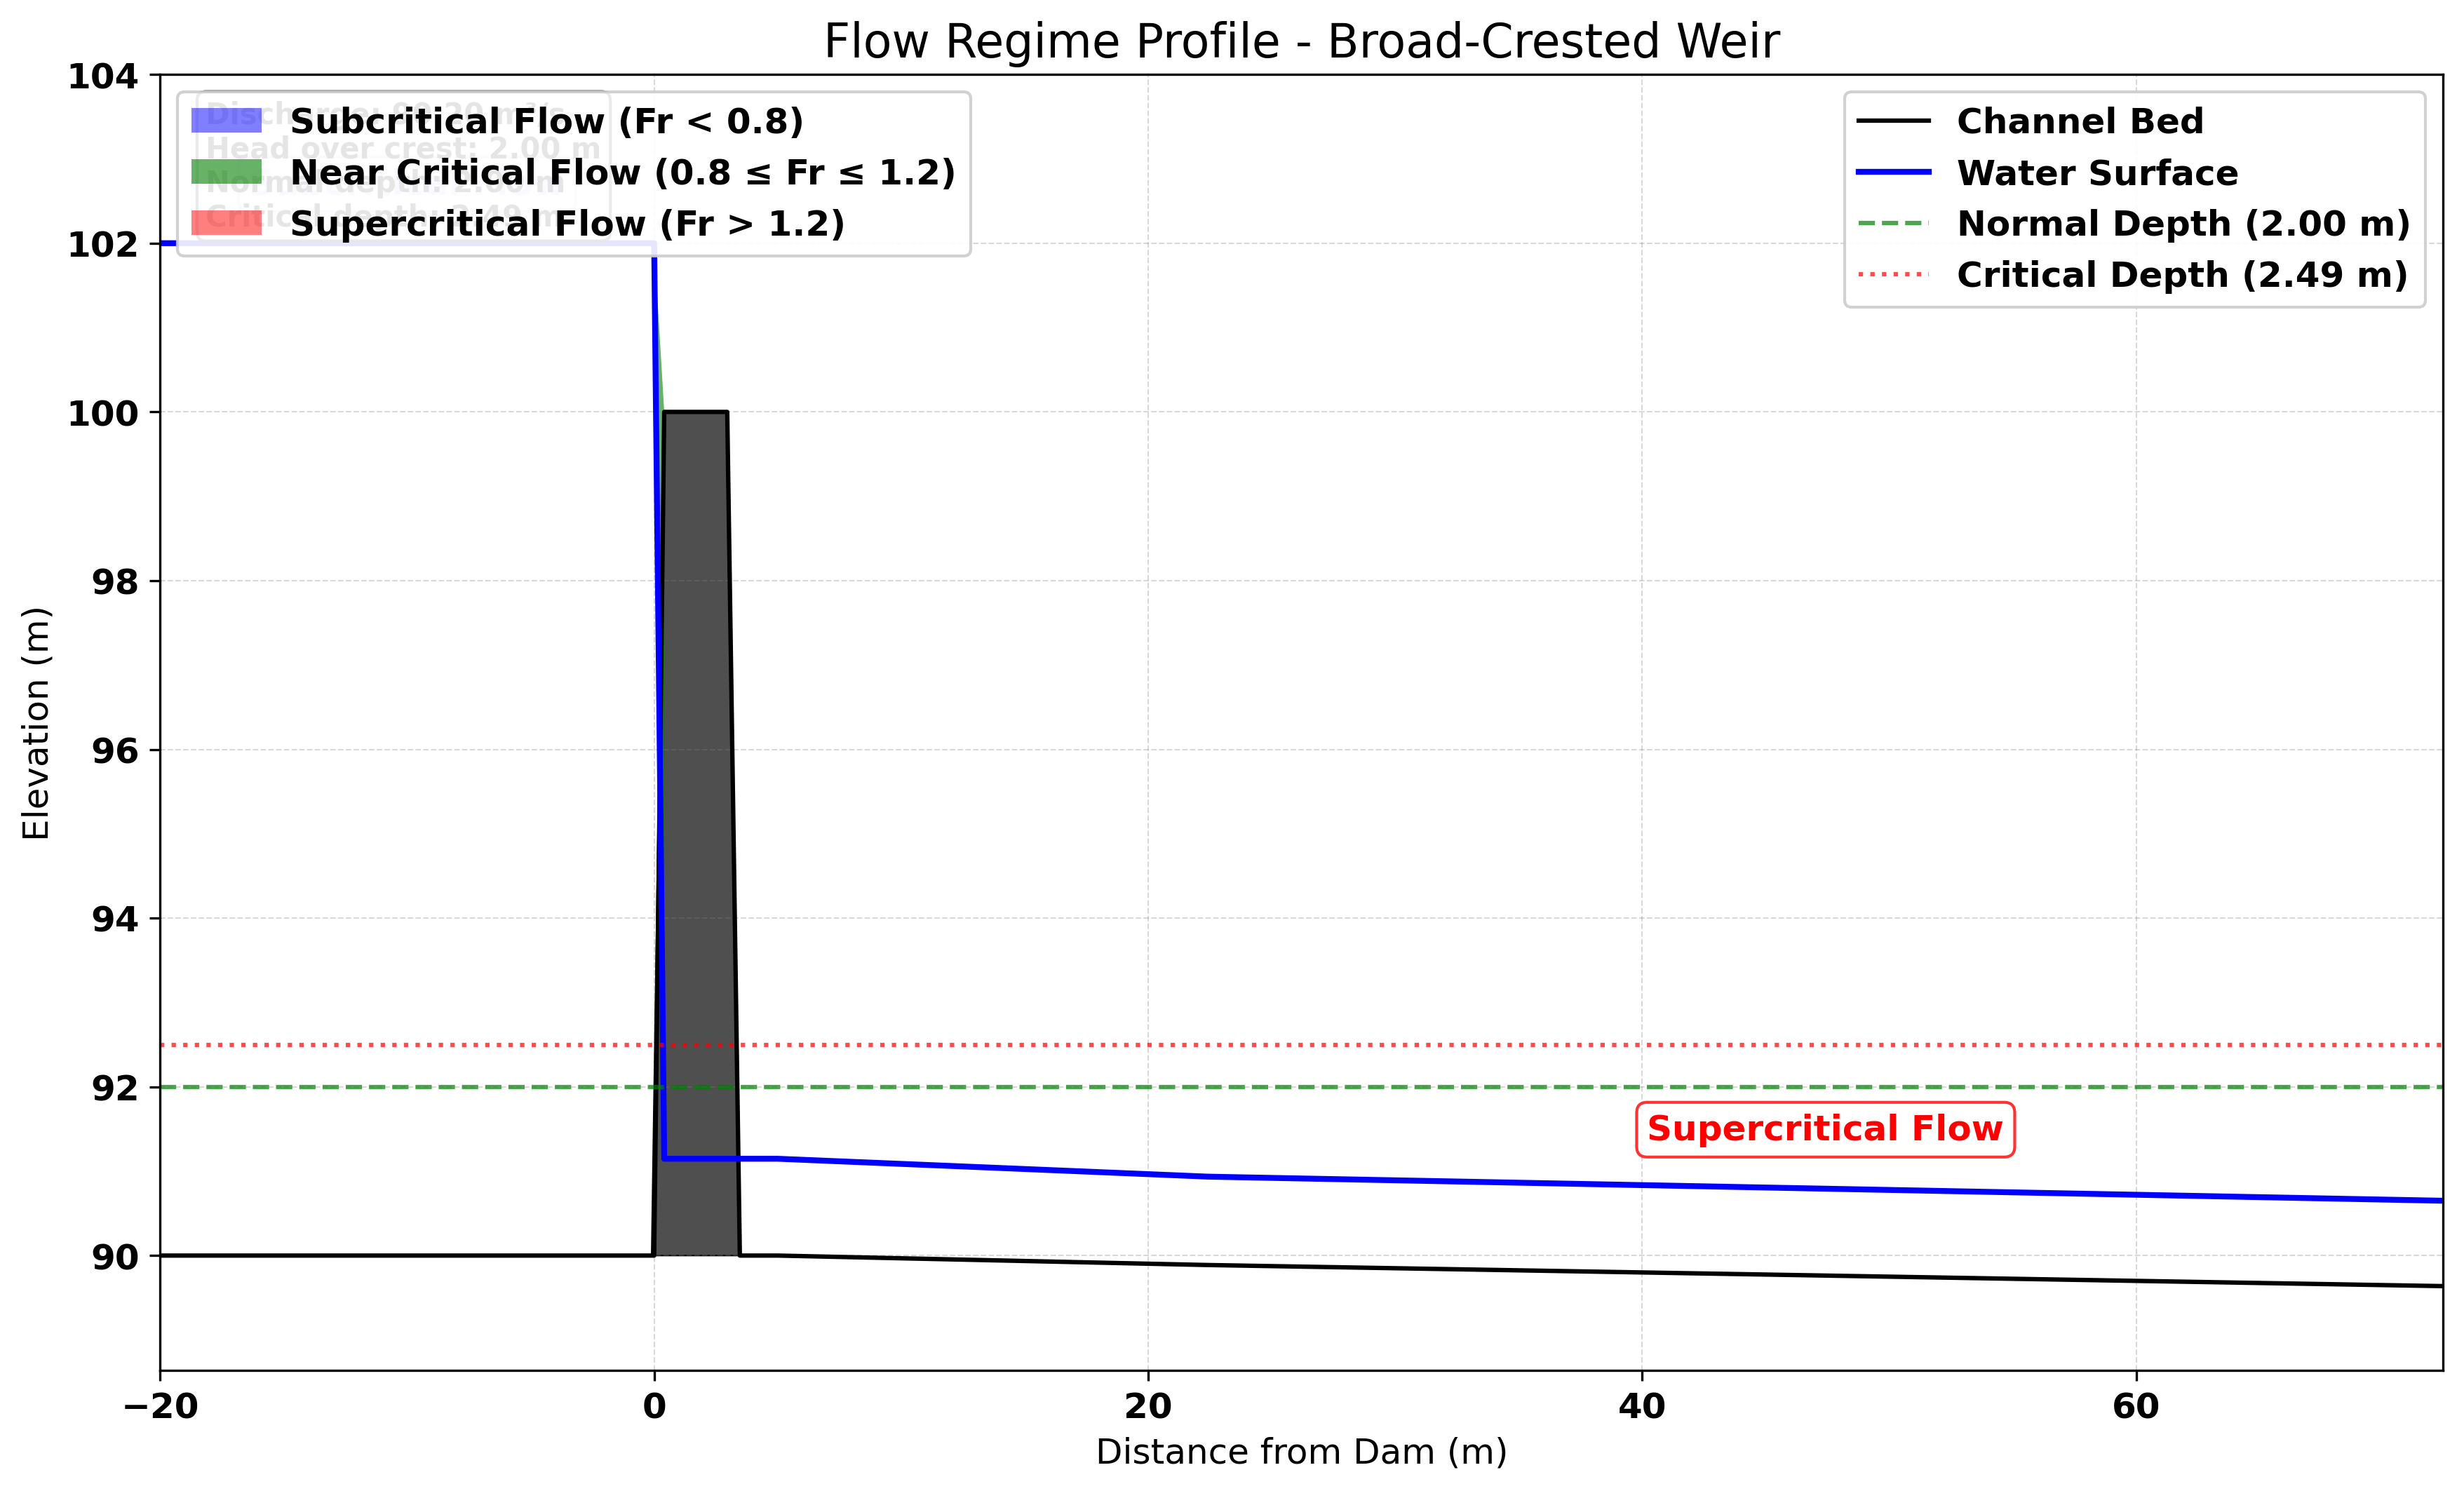 Flow Regime Profile - Broad-Crested Weir
104
102
100
98
96
94
92
90
Elevation (m)
Subcritical Flow (Fr < 0.8)
Near Critical Flow (0.8 ≤ Fr ≤ 1.2)
Supercritical Flow (Fr > 1.2)
Head over crest: 2.00 m
Channel Bed
Water Surface
Normal Depth (2.00 m)
Critical Depth (2.49 m)
Supercritical Flow
−20
0
20
40
60
Distance from Dam (m)